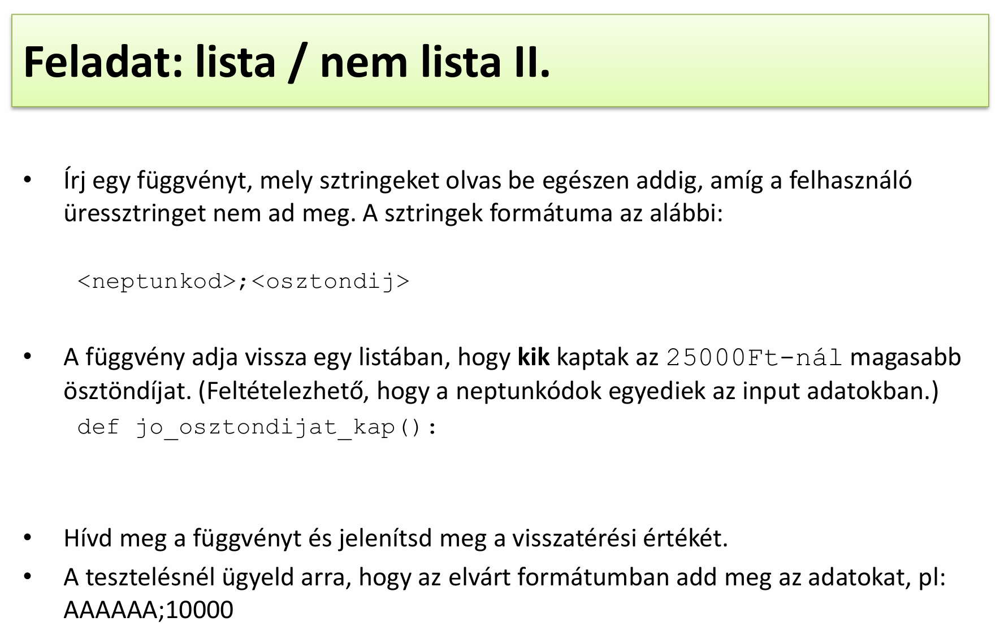 Feladat: lista / nem lista II.
• Írj egy függvényt, mely sztringeket olvas be egészen addig, amíg a felhasználó
üressztringet nem ad meg. A sztringek formátuma az alábbi:
<neptunkod>;<osztondij>
• A függvény adja vissza egy listában, hogy kik kaptak az 25000Ft-nál magasabb
ösztöndíjat. (Feltételezhető, hogy a neptunkódok egyediek az input adatokban.)
def jo_osztondijat_kap():
• Hívd meg a függvényt és jelenítsd meg a visszatérési értékét.
• A tesztelésnél ügyeld arra, hogy az elvárt formátumban add meg az adatokat, pl:
AAAAAA;10000